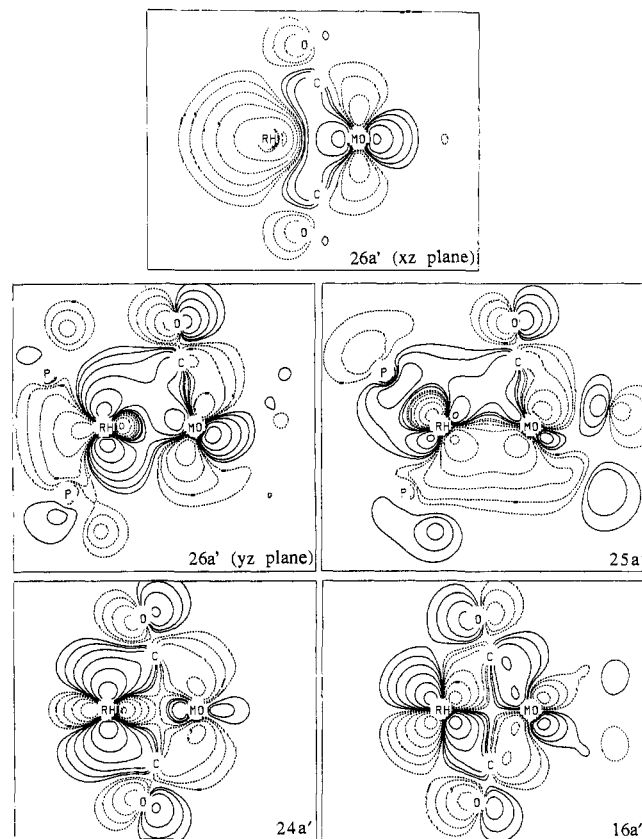 O
C
RH MO
C
O
26a' (xz plane)
O
C
P
RH MO
P
26a' (yz plane)
O
C
P
RH MO
P
25a
O
C
RH MO
C
O
24a'
O
C
RH MO
C
O
16a'